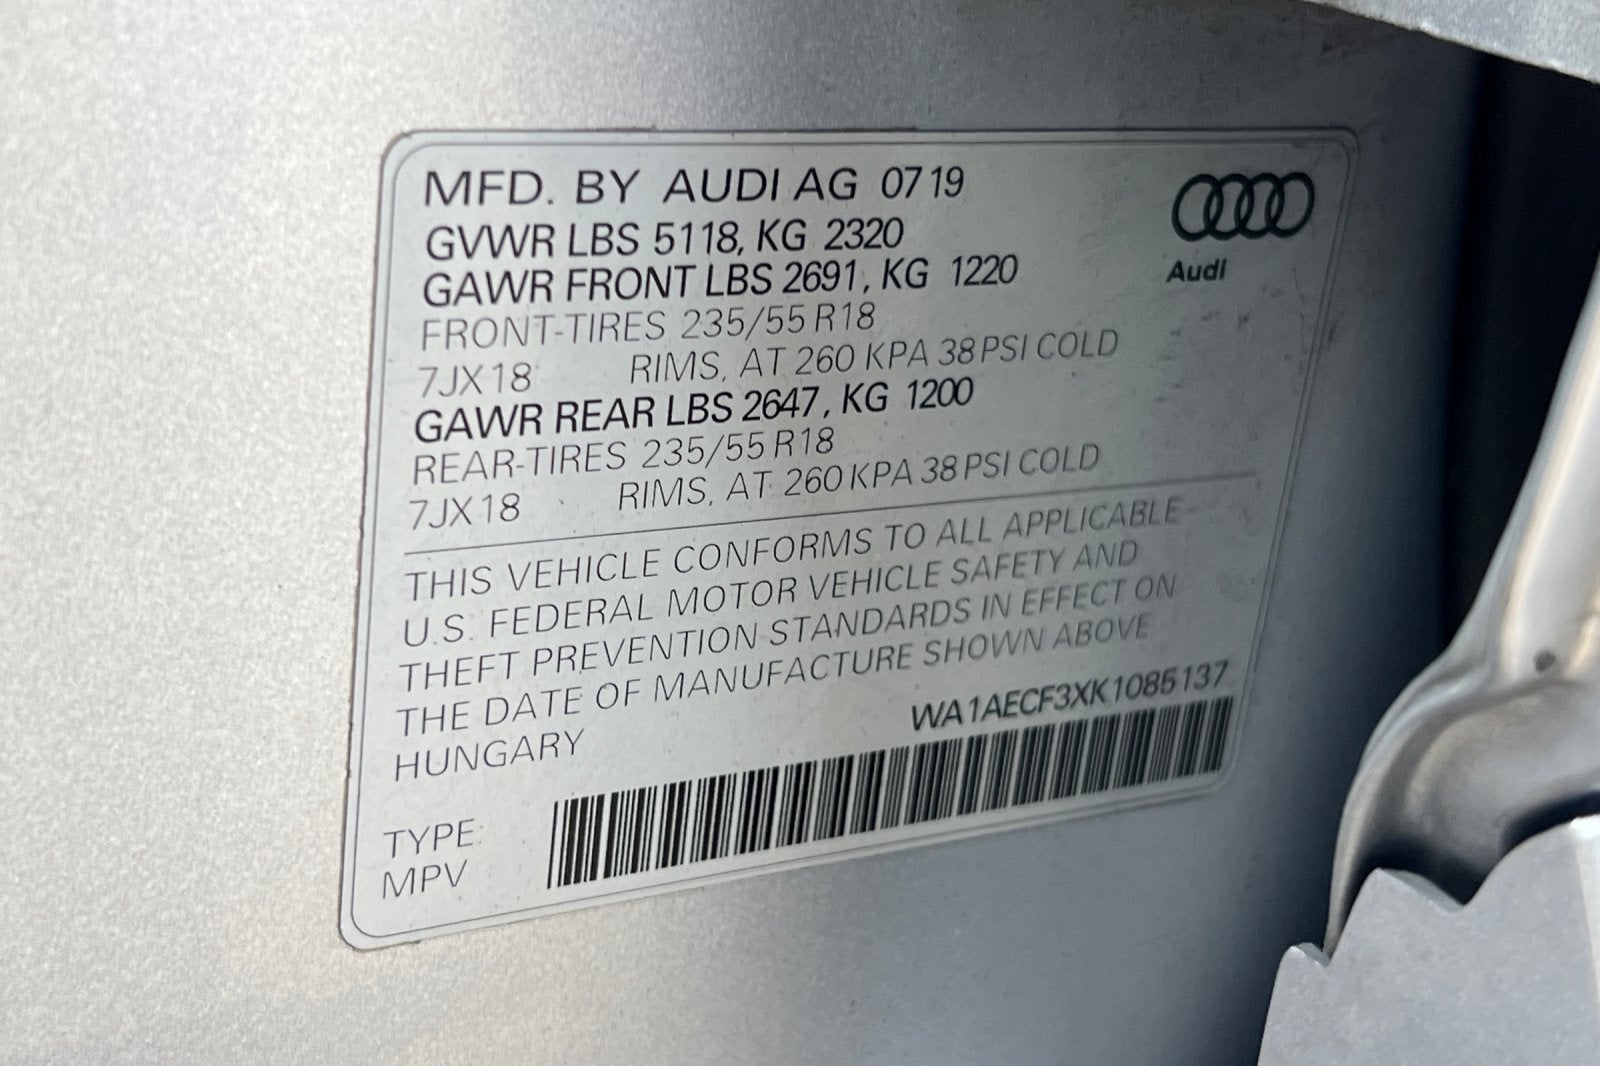 MFD. BY AUDI AG 0719
GVWR LBS 5118, KG 2320
GAWR FRONT LBS 2691, KG 1220
FRONT-TIRES 235/55 R18
7JX18 RIMS, AT 260 KPA 38 PSI COLD
GAWR REAR LBS 2647, KG 1200
REAR-TIRES 235/55 R18
7JX18 RIMS, AT 260 KPA 38 PSI COLD
Audi
THIS VEHICLE CONFORMS TO ALL APPLICABLE
U.S. FEDERAL MOTOR VEHICLE SAFETY AND
THEFT PREVENTION STANDARDS IN EFFECT ON
THE DATE OF MANUFACTURE SHOWN ABOVE
HUNGARY
WA1AECF3XK1085137
TYPE:
MPV